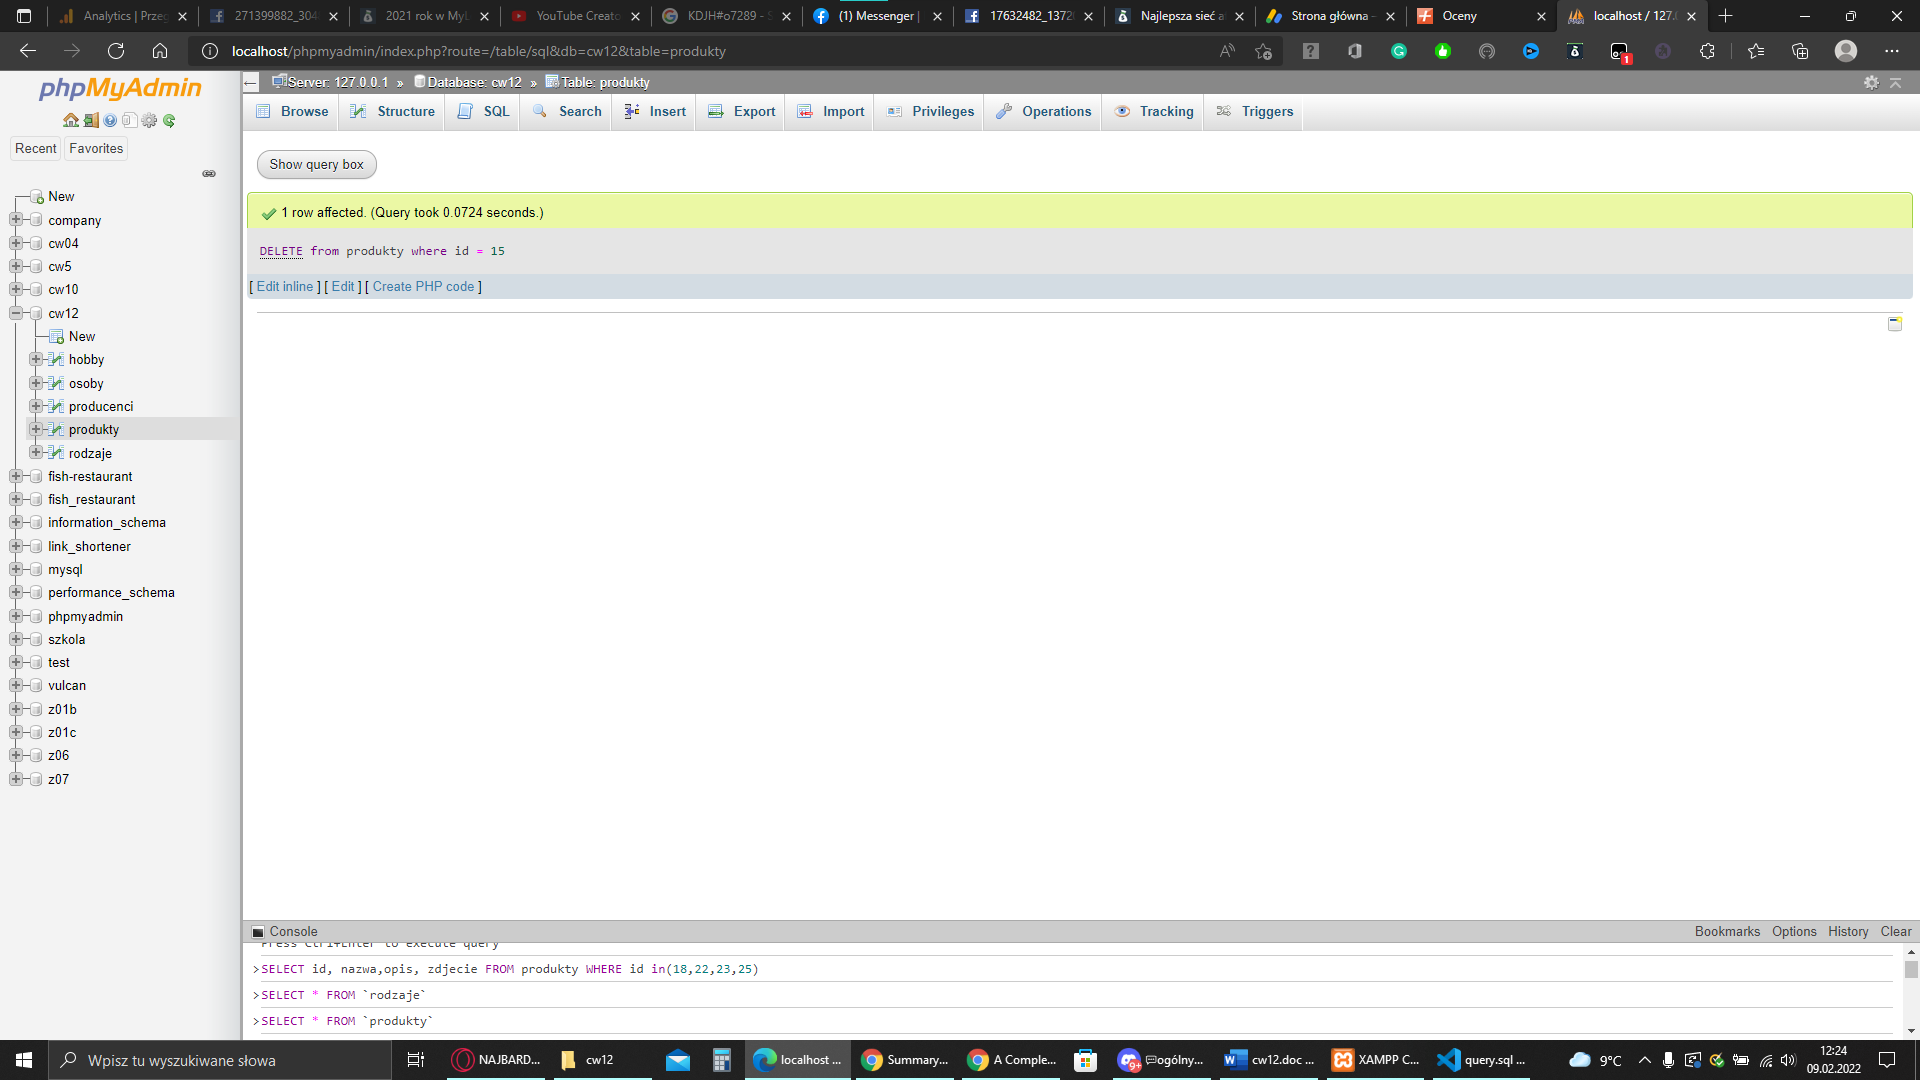 Analytics | Przeg
271399882_304
2021 rok w MyL
YouTube Creato
KDJH#o7289 - S
(1) Messenger |
17632482_1372
Najlepsza sieć a
Strona główna -
Oceny
localhost / 127.
localhost/phpmyadmin/index.php?route=/table/sql&db=cw12&table=produkty
1
phpMyAdmin
Recent
Favorites
New
company
cw04
cw5
cw10
cw12
New
hobby
osoby
producenci
produkty
rodzaje
fish-restaurant
fish_restaurant
information_schema
link_shortener
mysql
performance_schema
phpmyadmin
szkola
test
vulcan
z01b
z01c
z06
z07
Server: 127.0.0.1 » Database: cw12 » Table: produkty
Browse Structure SQL Search Insert Export Import Privileges Operations Tracking Triggers
Show query box
1 row affected. (Query took 0.0724 seconds.)
DELETE from produkty where id = 15
[ Edit inline ] [ Edit ] [ Create PHP code ]
Console
Bookmarks Options History Clear
Press Ctrl+Enter to execute query
>SELECT id, nazwa,opis, zdjecie FROM produkty WHERE id in(18,22,23,25)
>SELECT * FROM `rodzaje`
>SELECT * FROM `produkty`
Wpisz tu wyszukiwane słowa
NAJBARD...
cw12
localhost ...
Summary...
A Comple...
9+
ogólny...
cw12.doc ...
XAMPP C...
query.sql ...
9°C
12:24
09.02.2022